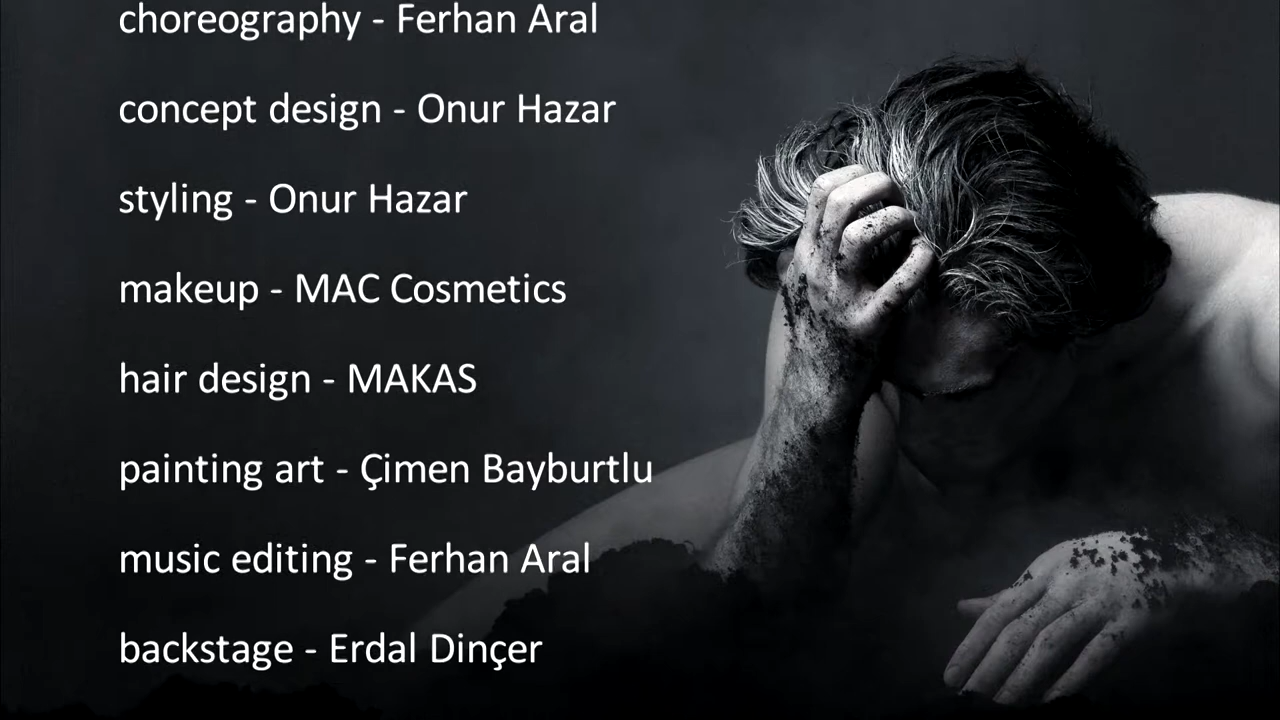 choreography - Ferhan Aral
concept design - Onur Hazar
styling - Onur Hazar
makeup - MAC Cosmetics
hair design - MAKAS
painting art - Çimen Bayburtlu
music editing - Ferhan Aral
backstage - Erdal Dinçer